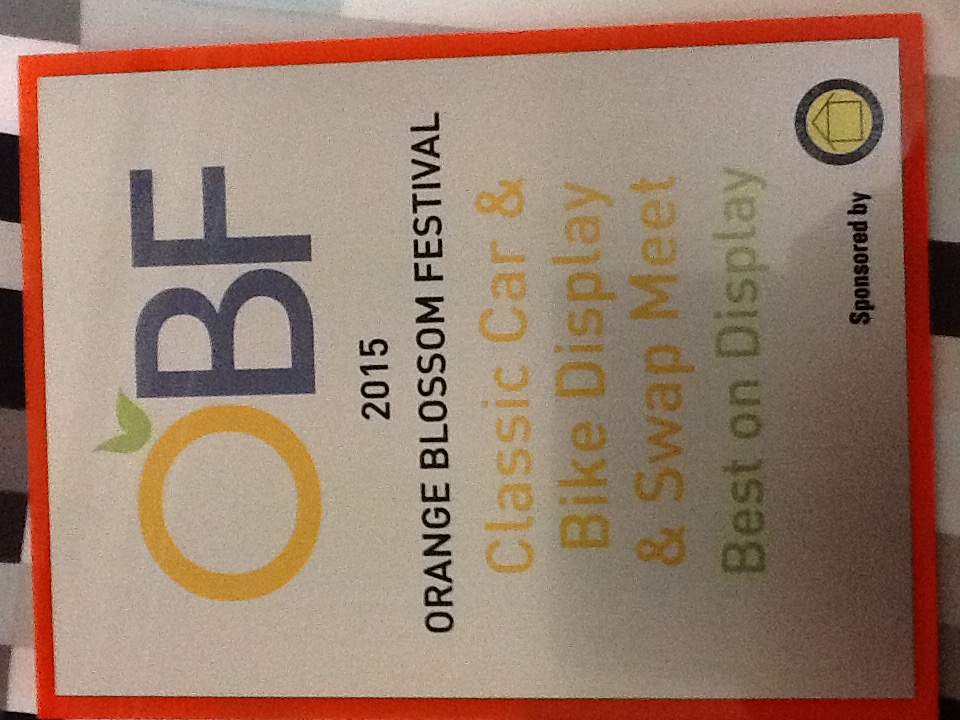 OBF
2015
ORANGE BLOSSOM FESTIVAL
Classic Car &
Bike Display
& Swap Meet
Best on Display
Sponsored by